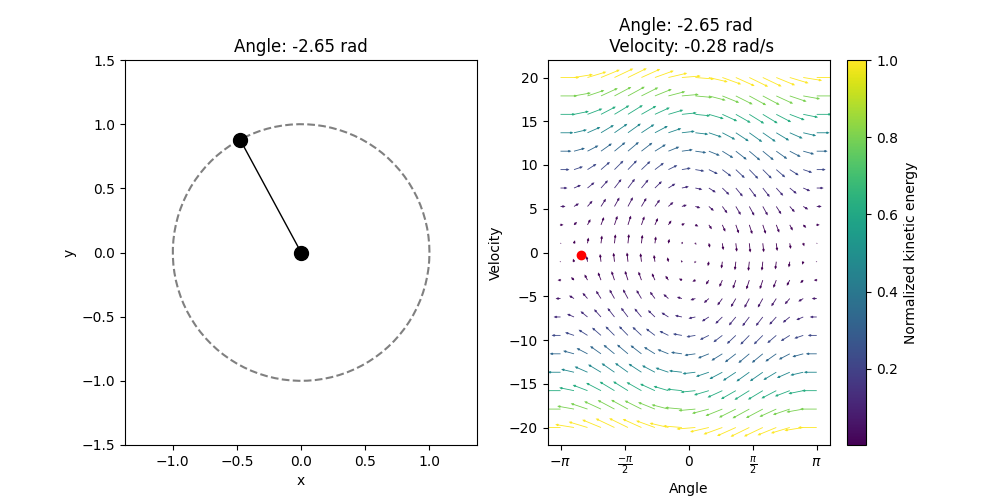 Angle: -2.65 rad
1.5
1.0
0.5
0.0
−0.5
−1.0
−1.5
y
−1.0
−0.5
0.0
0.5
1.0
x
Angle: -2.65 rad
Velocity: -0.28 rad/s
20
15
10
5
0
−5
−10
−15
−20
Velocity
−π
−π/2
0
π/2
π
Angle
1.0
0.8
0.6
0.4
0.2
Normalized kinetic energy